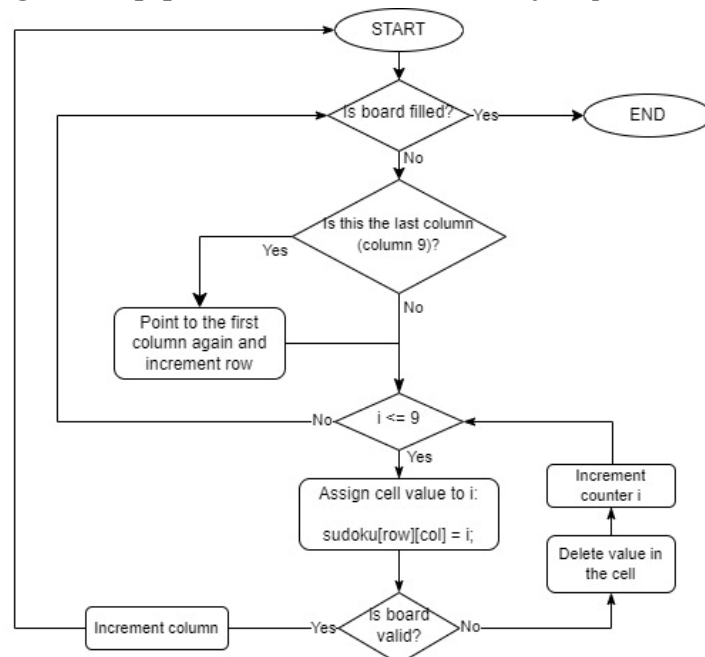 START
Is board filled?
Yes
END
No
Is this the last column
(column 9)?
Yes
No
Point to the first
column again and
increment row
No
i <= 9
Yes
Increment
counter i
Assign cell value to i:
sudoku[row][col] = i;
Delete value in
the cell
Increment column
Yes
Is board
valid?
No